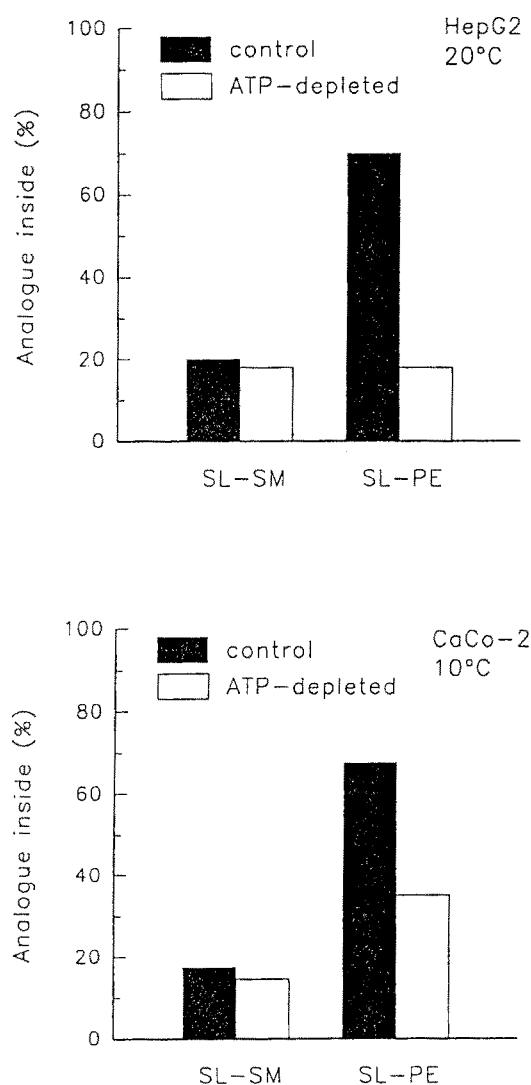 HepG2
20°C
control
ATP-depleted
Analogue inside (%)
100
80
60
40
20
0
SL-SM
SL-PE
CaCo-2
10°C
control
ATP-depleted
Analogue inside (%)
100
80
60
40
20
0
SL-SM
SL-PE